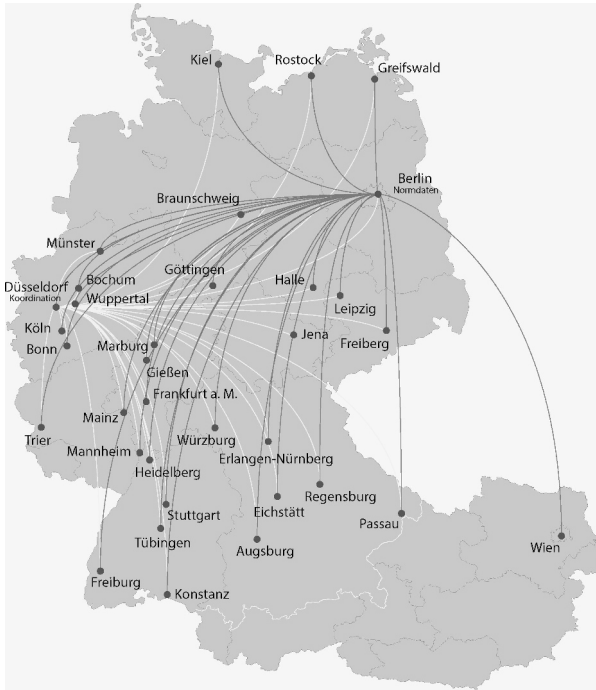 Kiel
Rostock
Greifswald
Berlin
Normdaten
Braunschweig
Münster
Göttingen
Halle
Bochum
Düsseldorf
Koordination
Wuppertal
Leipzig
Köln
Jena
Freiberg
Bonn
Marburg
Gießen
Frankfurt a. M.
Mainz
Trier
Würzburg
Mannheim
Erlangen-Nürnberg
Heidelberg
Regensburg
Eichstätt
Stuttgart
Passau
Tübingen
Augsburg
Wien
Freiburg
Konstanz